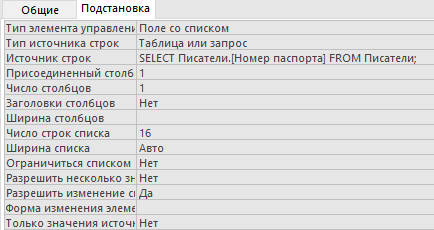 Общие Подстановка
Тип элемента управлен Поле со списком
Тип источника строк Таблица или запрос
Источник строк SELECT Писатели.[Номер паспорта] FROM Писатели;
Присоединенный столб 1
Число столбцов 1
Заголовки столбцов Нет
Ширина столбцов
Число строк списка 16
Ширина списка Авто
Ограничиться списком Нет
Разрешить несколько зн Нет
Разрешить изменение сп Да
Форма изменения элеме
Только значения источн Нет